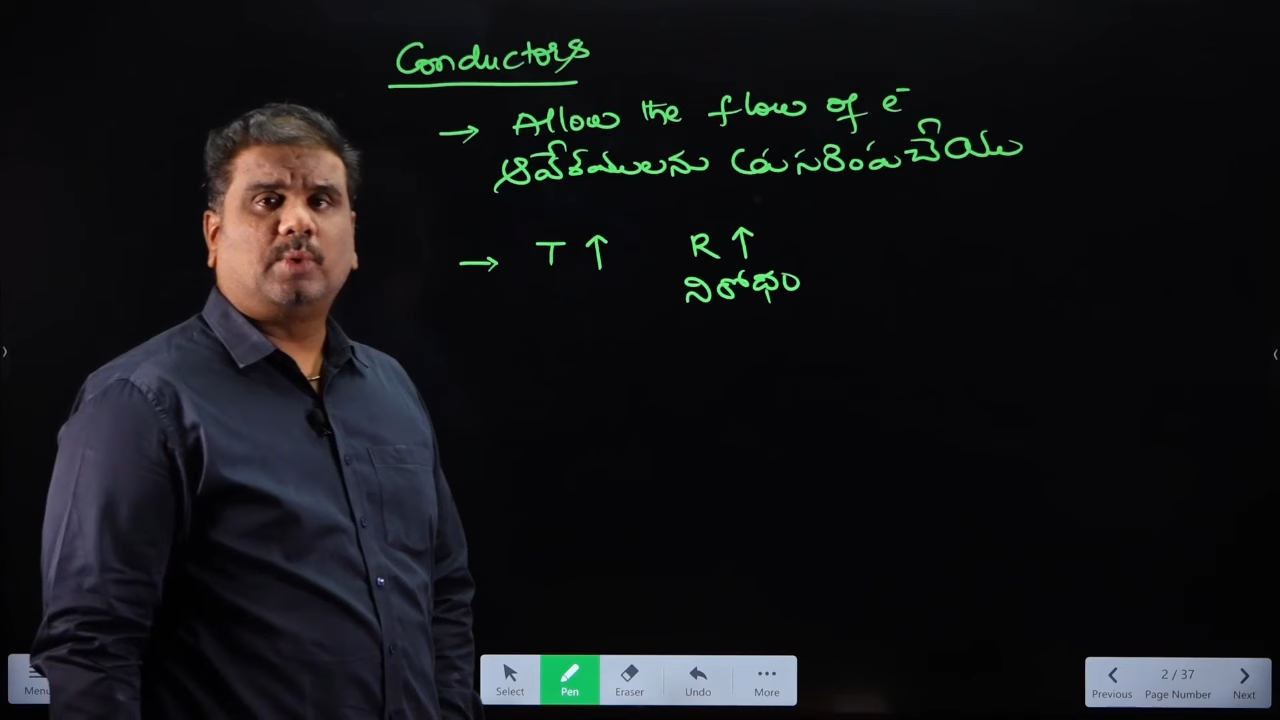 Conductors
→ Allow the flow of e⁻
ఆవేశములను ప్రసరింపచేయు
→ T ↑ R ↑
నిరోధం
Menu
Select
Pen
Eraser
Undo
More
2 / 37
Previous Page Number Next